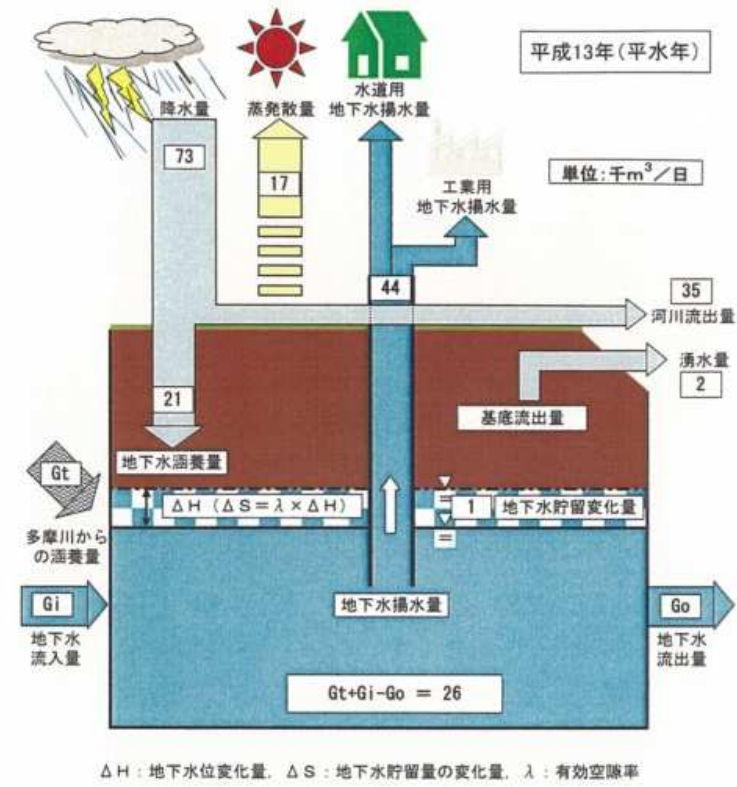 平成13年(平水年)
降水量
蒸発散量
水道用
地下水揚水量
73
17
単位:千m³/日
工業用
地下水揚水量
44
35
河川流出量
湧水量
2
21
基底流出量
地下水涵養量
Gt
ΔH (ΔS=λ×ΔH)
1
地下水貯留変化量
多摩川から
の涵養量
Gi
地下水揚水量
Go
地下水
流入量
地下水
流出量
Gt+Gi-Go = 26
ΔH:地下水位変化量, ΔS:地下水貯留量の変化量, λ:有効空隙率